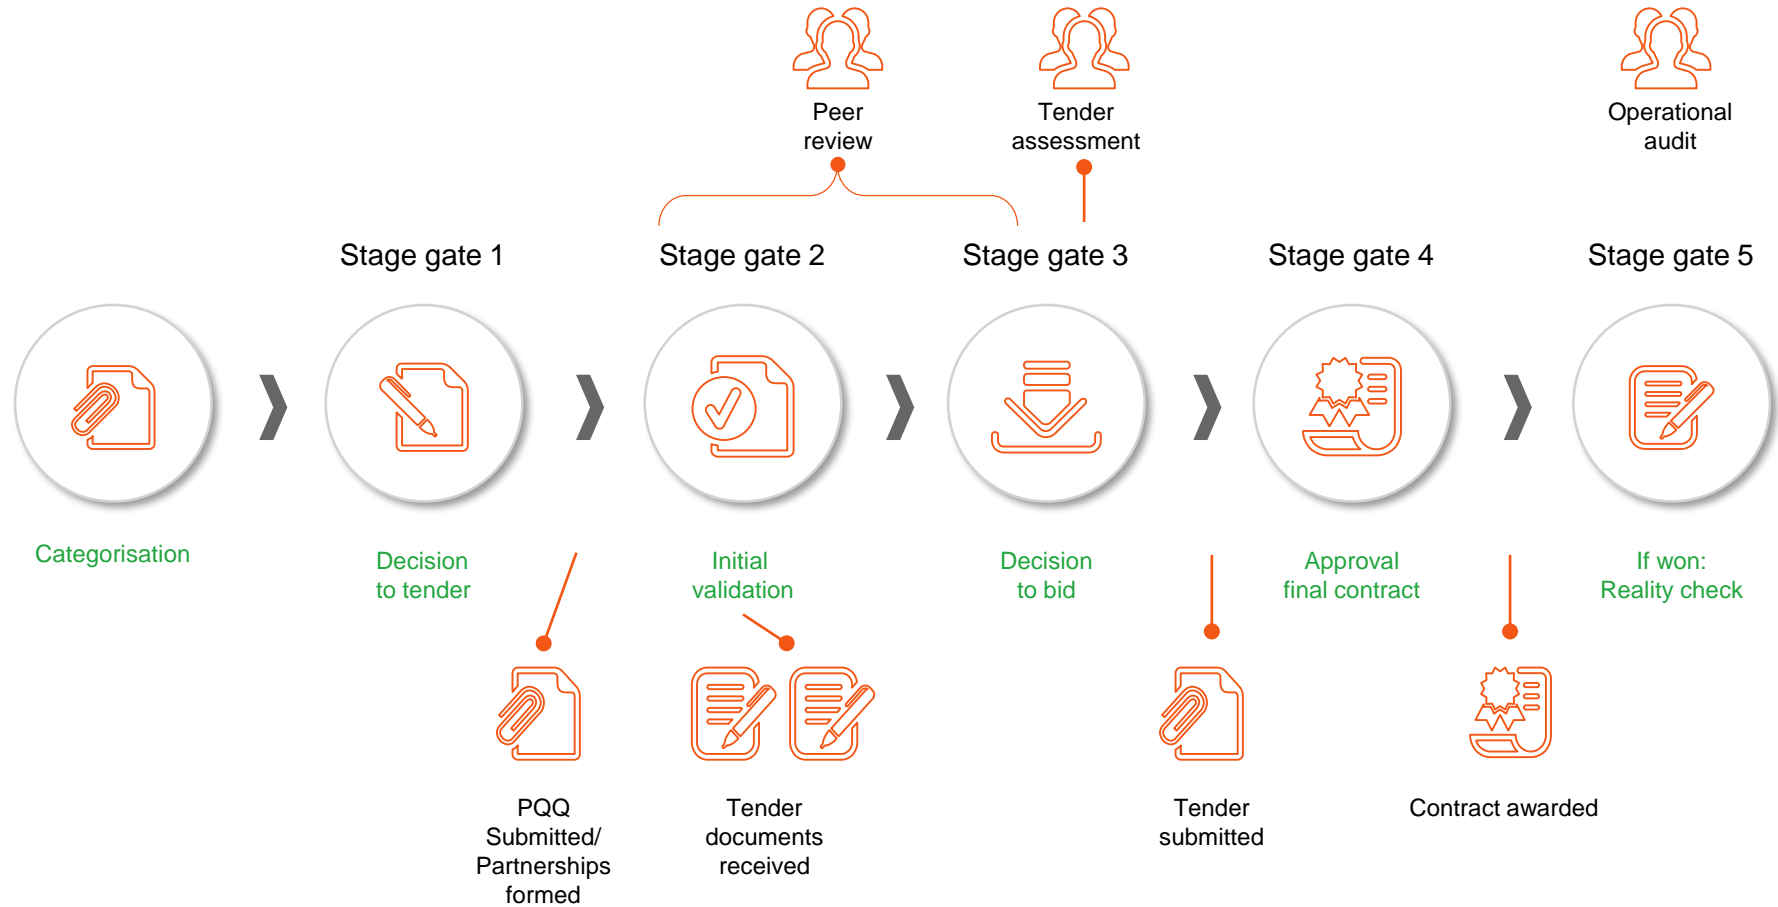 Peer
review
Tender
assessment
Operational
audit
Stage gate 1
Stage gate 2
Stage gate 3
Stage gate 4
Stage gate 5
Categorisation
Decision
to tender
Initial
validation
Decision
to bid
Approval
final contract
If won:
Reality check
PQQ
Submitted/
Partnerships
formed
Tender
documents
received
Tender
submitted
Contract awarded